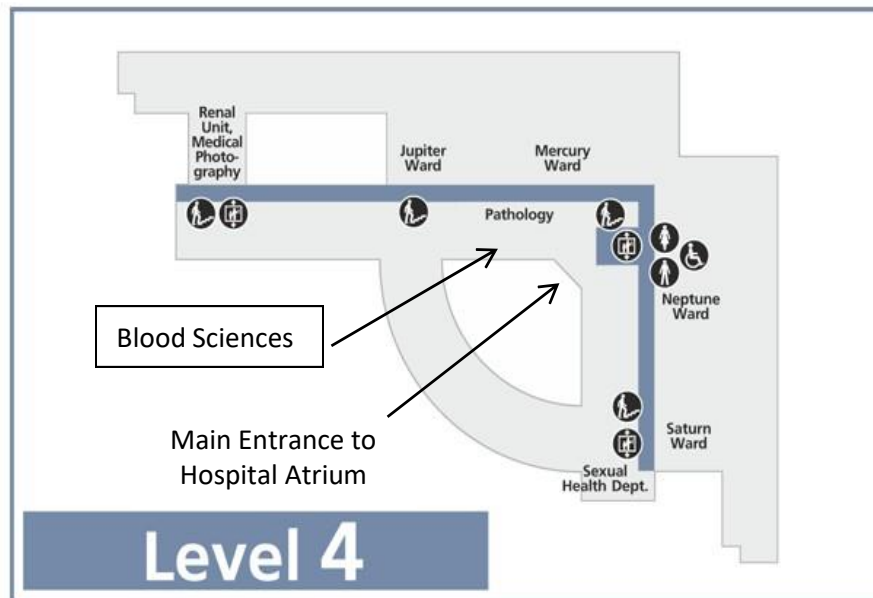 Renal
Unit,
Medical
Photo-
graphy
Jupiter
Ward
Mercury
Ward
Pathology
Neptune
Ward
Blood Sciences
Main Entrance to
Hospital Atrium
Saturn
Ward
Sexual
Health Dept.
Level 4